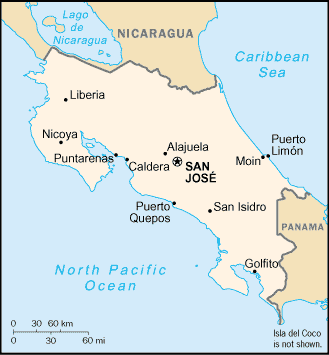 Lago
de
Nicaragua
NICARAGUA
Caribbean
Sea
Liberia
Nicoya
Puntarenas
Caldera
Alajuela
SAN
JOSÉ
Moin
Puerto
Limón
Puerto
Quepos
San Isidro
PANAMA
Golfito
North Pacific
Ocean
0 30 60 km
0 30 60 mi
Isla del Coco
is not shown.